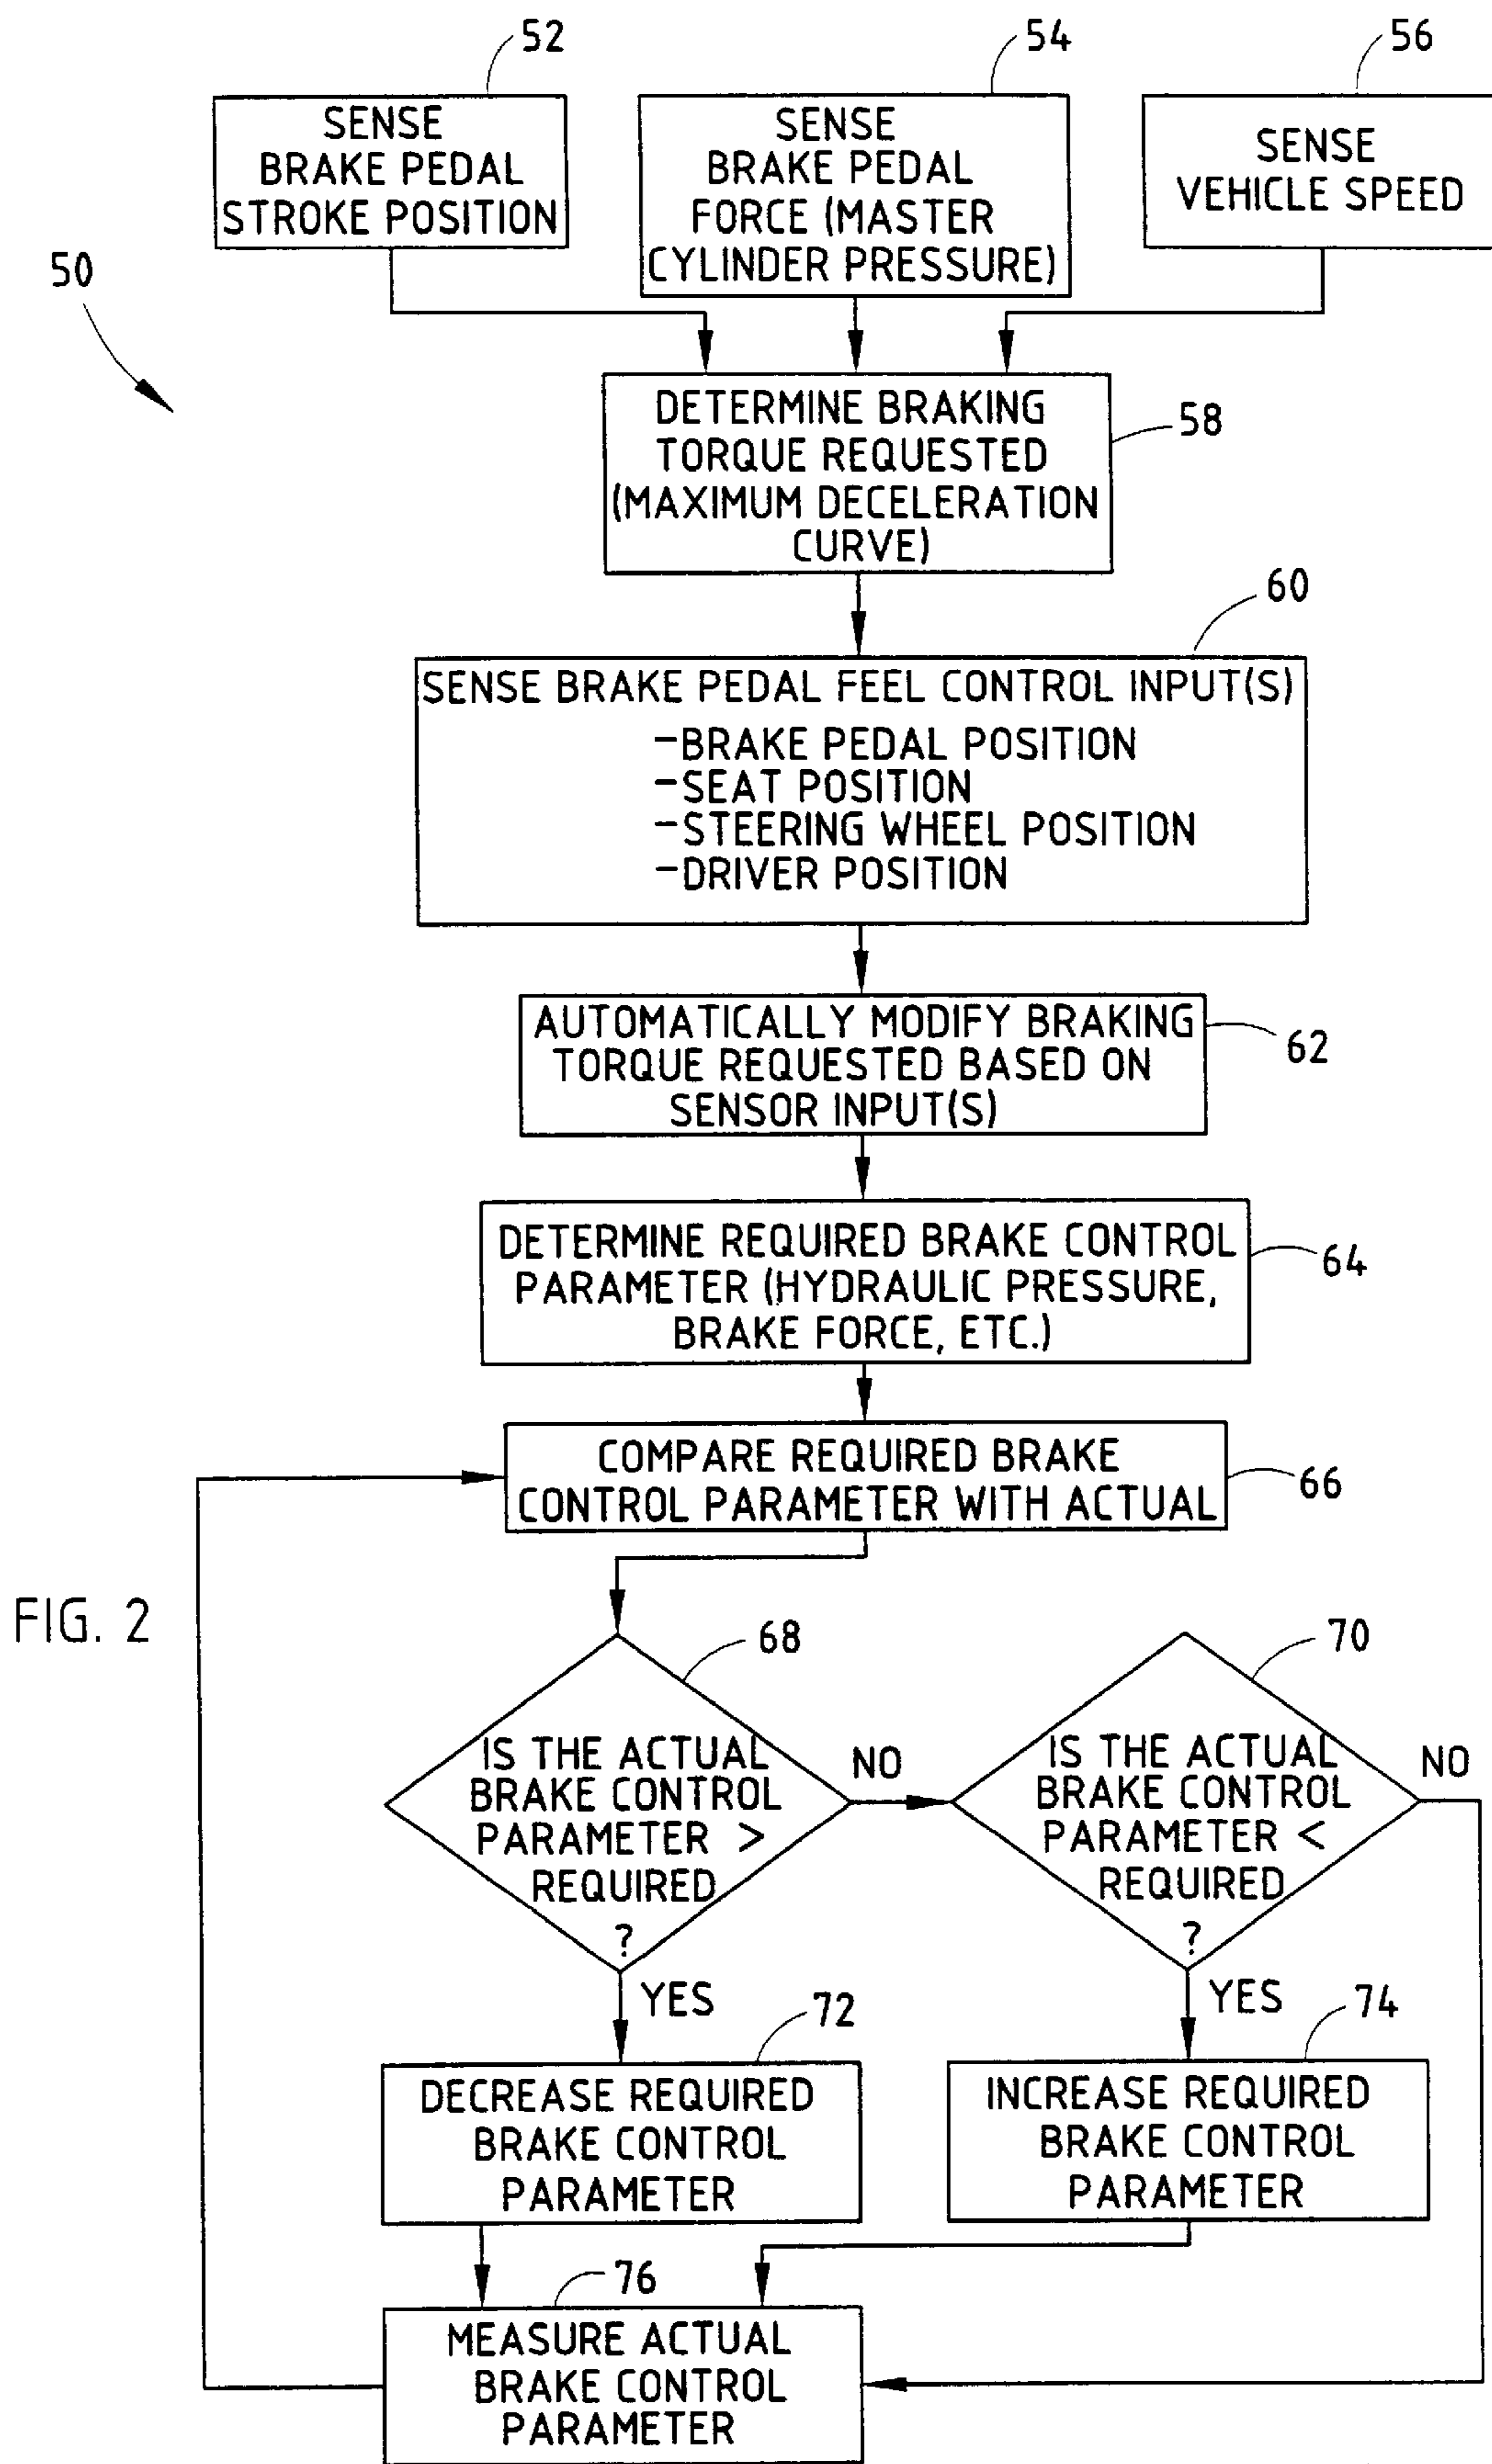 52
54
56
SENSE
BRAKE PEDAL
STROKE POSITION
SENSE
BRAKE PEDAL
FORCE (MASTER
CYLINDER PRESSURE)
SENSE
VEHICLE SPEED
50
DETERMINE BRAKING
TORQUE REQUESTED
(MAXIMUM DECELERATION
CURVE)
58
60
SENSE BRAKE PEDAL FEEL CONTROL INPUT(S)
-BRAKE PEDAL POSITION
-SEAT POSITION
-STEERING WHEEL POSITION
-DRIVER POSITION
AUTOMATICALLY MODIFY BRAKING
TORQUE REQUESTED BASED ON
SENSOR INPUT(S)
62
DETERMINE REQUIRED BRAKE CONTROL
PARAMETER (HYDRAULIC PRESSURE,
BRAKE FORCE, ETC.)
64
COMPARE REQUIRED BRAKE
CONTROL PARAMETER WITH ACTUAL
66
FIG. 2
68
IS THE ACTUAL
BRAKE CONTROL
PARAMETER >
REQUIRED
?
NO
70
IS THE ACTUAL
BRAKE CONTROL
PARAMETER <
REQUIRED
?
NO
YES
72
YES
74
DECREASE REQUIRED
BRAKE CONTROL
PARAMETER
INCREASE REQUIRED
BRAKE CONTROL
PARAMETER
76
MEASURE ACTUAL
BRAKE CONTROL
PARAMETER